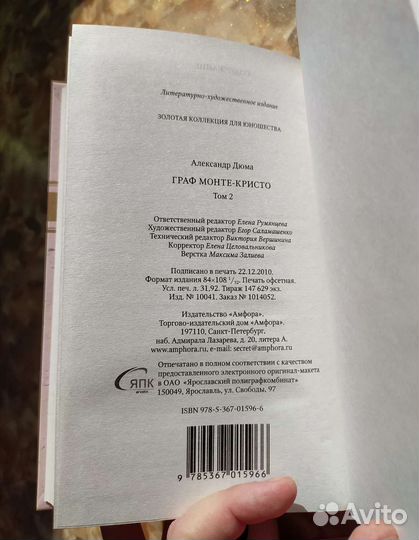 Литературно-художественное издание
ЗОЛОТАЯ КОЛЛЕКЦИЯ ДЛЯ ЮНОШЕСТВА
Александр Дюма
ГРАФ МОНТЕ-КРИСТО
Том 2
Ответственный редактор Елена Румянцева
Художественный редактор Егор Саламашенко
Технический редактор Виктория Вершинина
Корректор Елена Целовальникова
Верстка Максима Залиева
Подписано в печать 22.12.2010.
Формат издания 84×108 1/32. Печать офсетная.
Усл. печ. л. 31,92. Тираж 147 629 экз.
Изд. № 10041. Заказ № 1014052.
Издательство «Амфора».
Торгово-издательский дом «Амфора».
197110, Санкт-Петербург,
наб. Адмирала Лазарева, д. 20, литера А.
www.amphora.ru, e-mail: secret@amphora.ru
Отпечатано в полном соответствии с качеством
предоставленного электронного оригинал-макета
в ОАО «Ярославский полиграфкомбинат»
150049, Ярославль, ул. Свободы, 97
ЯПК
ISBN 978-5-367-01596-6
9 785367 015966
Avito